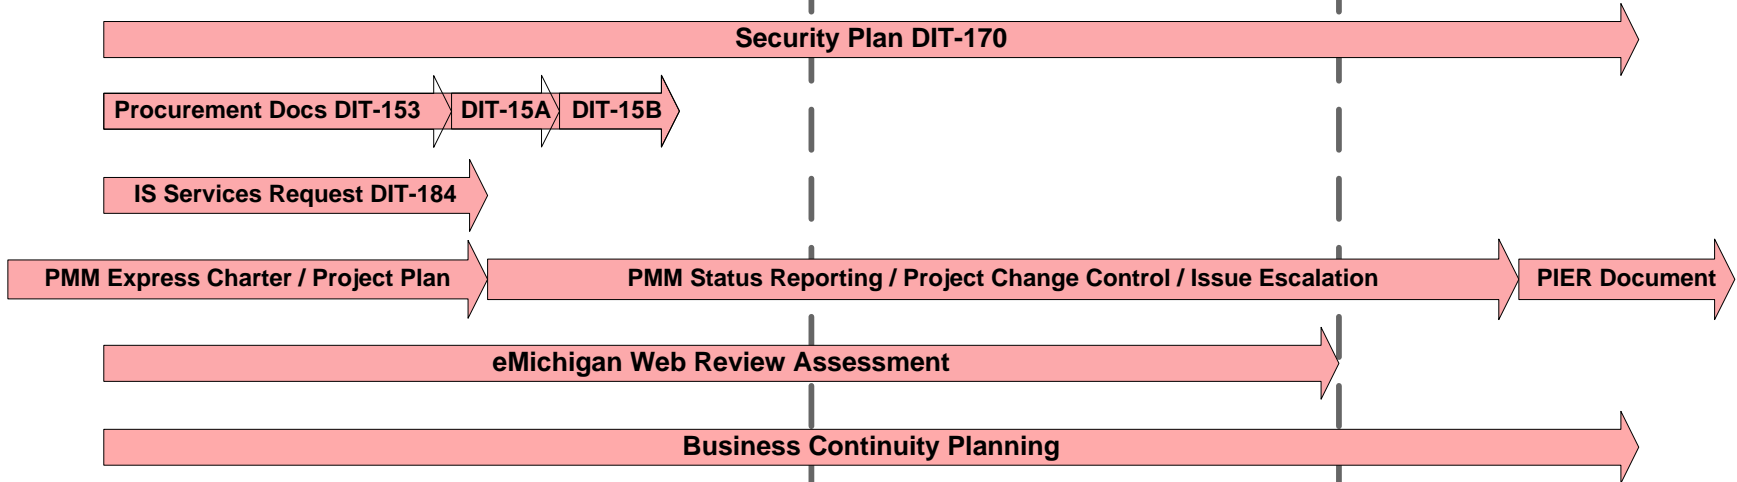 Security Plan DIT-170
Procurement Docs DIT-153 DIT-15A DIT-15B
IS Services Request DIT-184
PMM Express Charter / Project Plan PMM Status Reporting / Project Change Control / Issue Escalation PIER Document
eMichigan Web Review Assessment
Business Continuity Planning